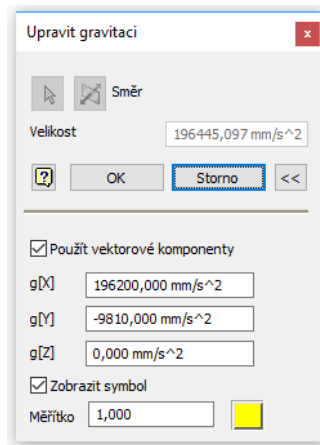 Upravit gravitaci x
Směr
Velikost 196445,097 mm/s^2
? OK Storno <<
Použít vektorové komponenty
g[X] 196200,000 mm/s^2
g[Y] -9810,000 mm/s^2
g[Z] 0,000 mm/s^2
Zobrazit symbol
Měřítko 1,000